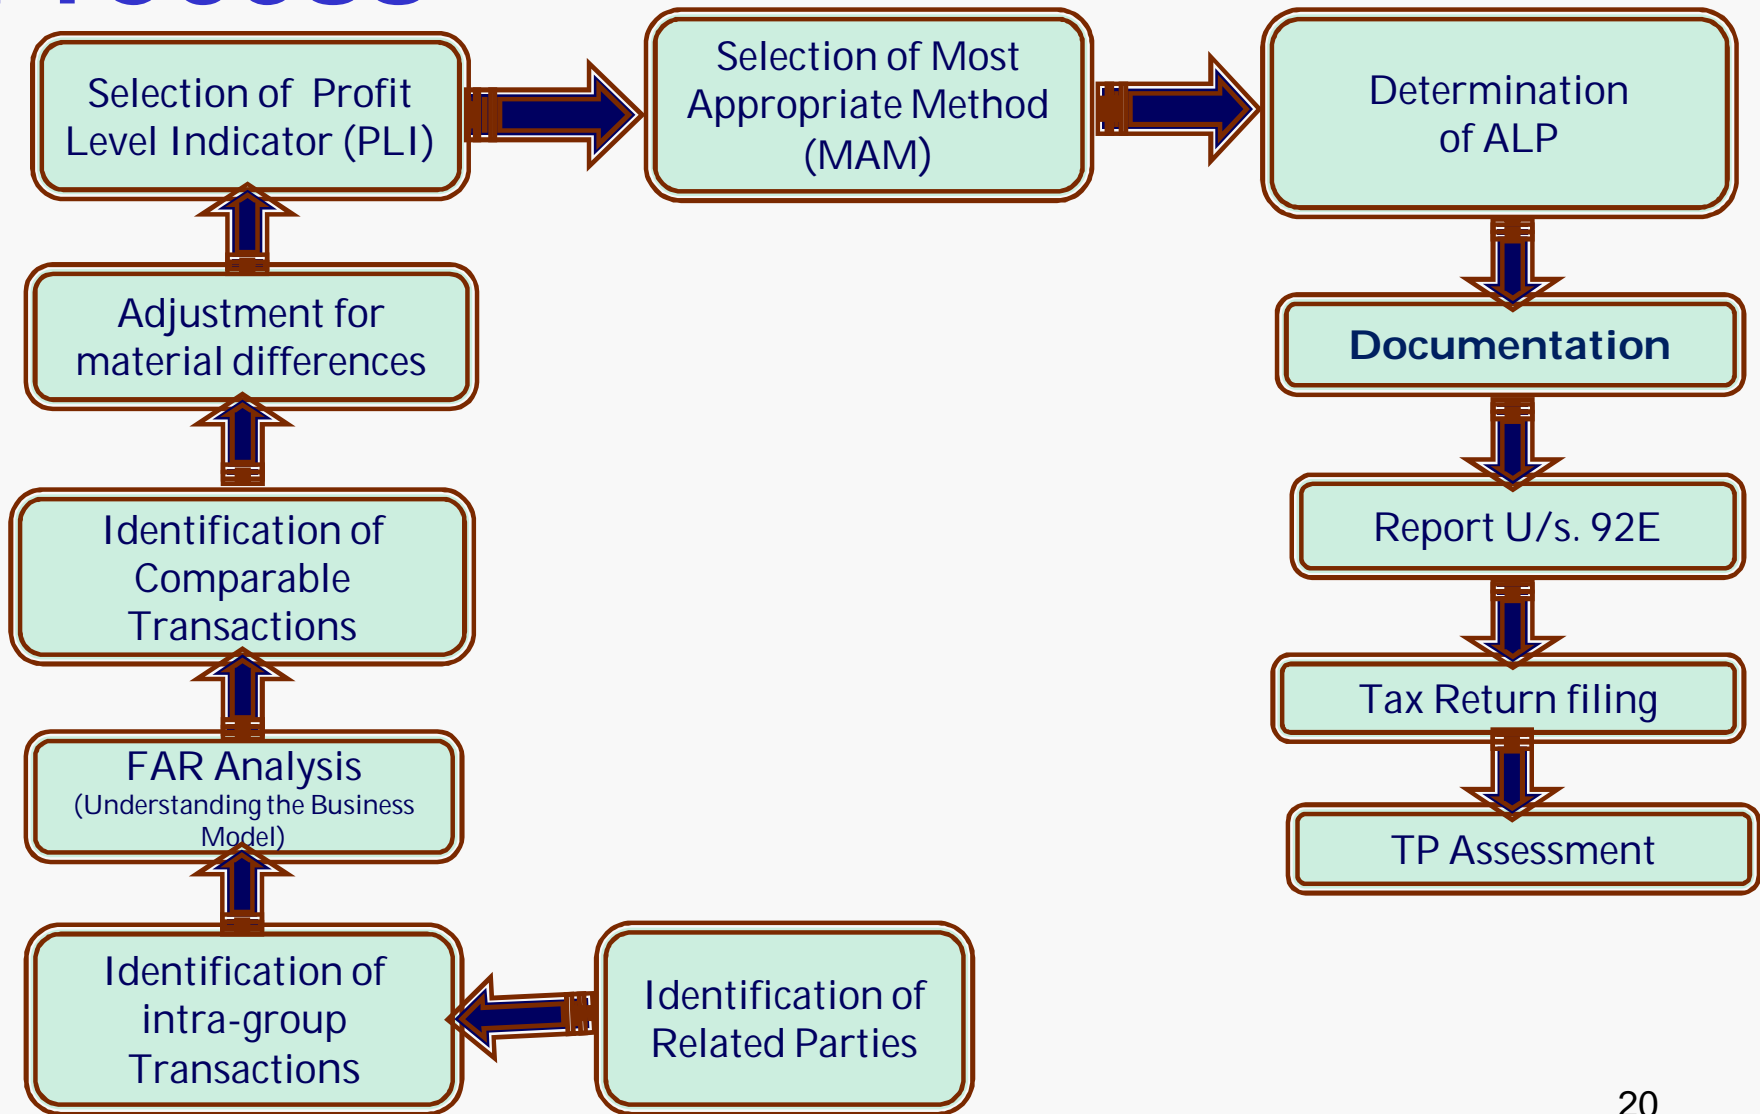 Process
Selection of Profit
Level Indicator (PLI)
Selection of Most
Appropriate Method
(MAM)
Determination
of ALP
Adjustment for
material differences
Documentation
Identification of
Comparable
Transactions
Report U/s. 92E
FAR Analysis
(Understanding the Business
Model)
Tax Return filing
TP Assessment
Identification of
intra-group
Transactions
Identification of
Related Parties
20